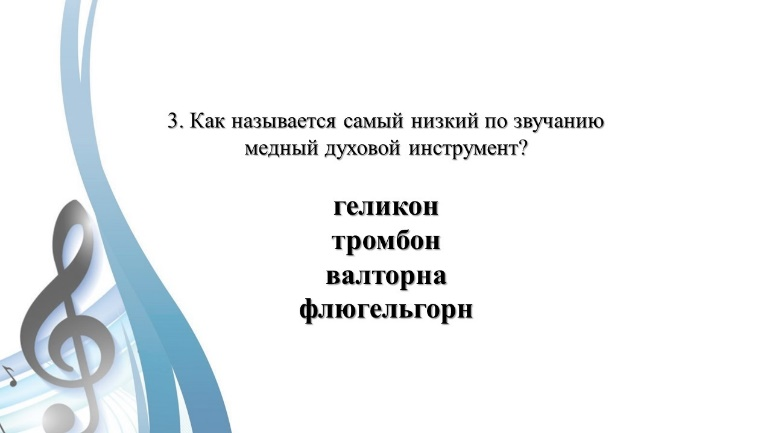 3. Как называется самый низкий по звучанию
медный духовой инструмент?
геликон
тромбон
валторна
флюгельгорн